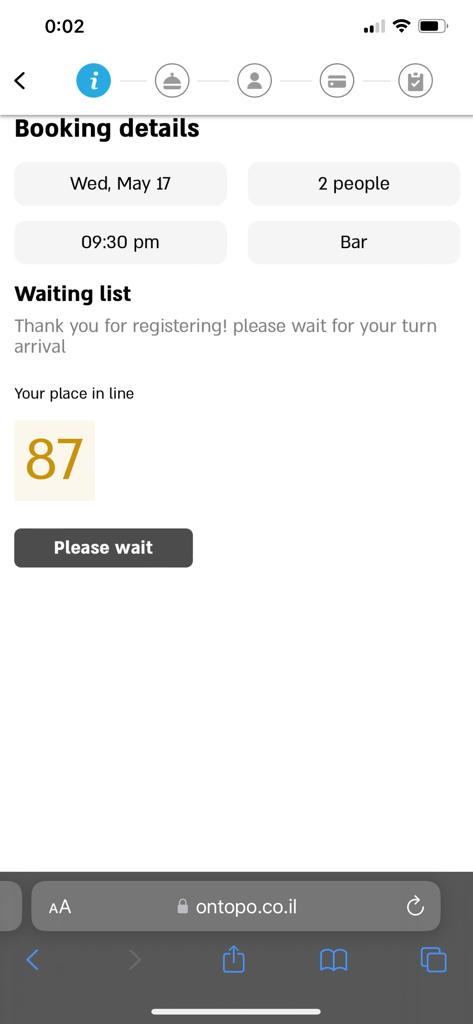 0:02
i
Booking details
Wed, May 17
2 people
09:30 pm
Bar
Waiting list
Thank you for registering! please wait for your turn
arrival
Your place in line
87
Please wait
AA
ontopo.co.il